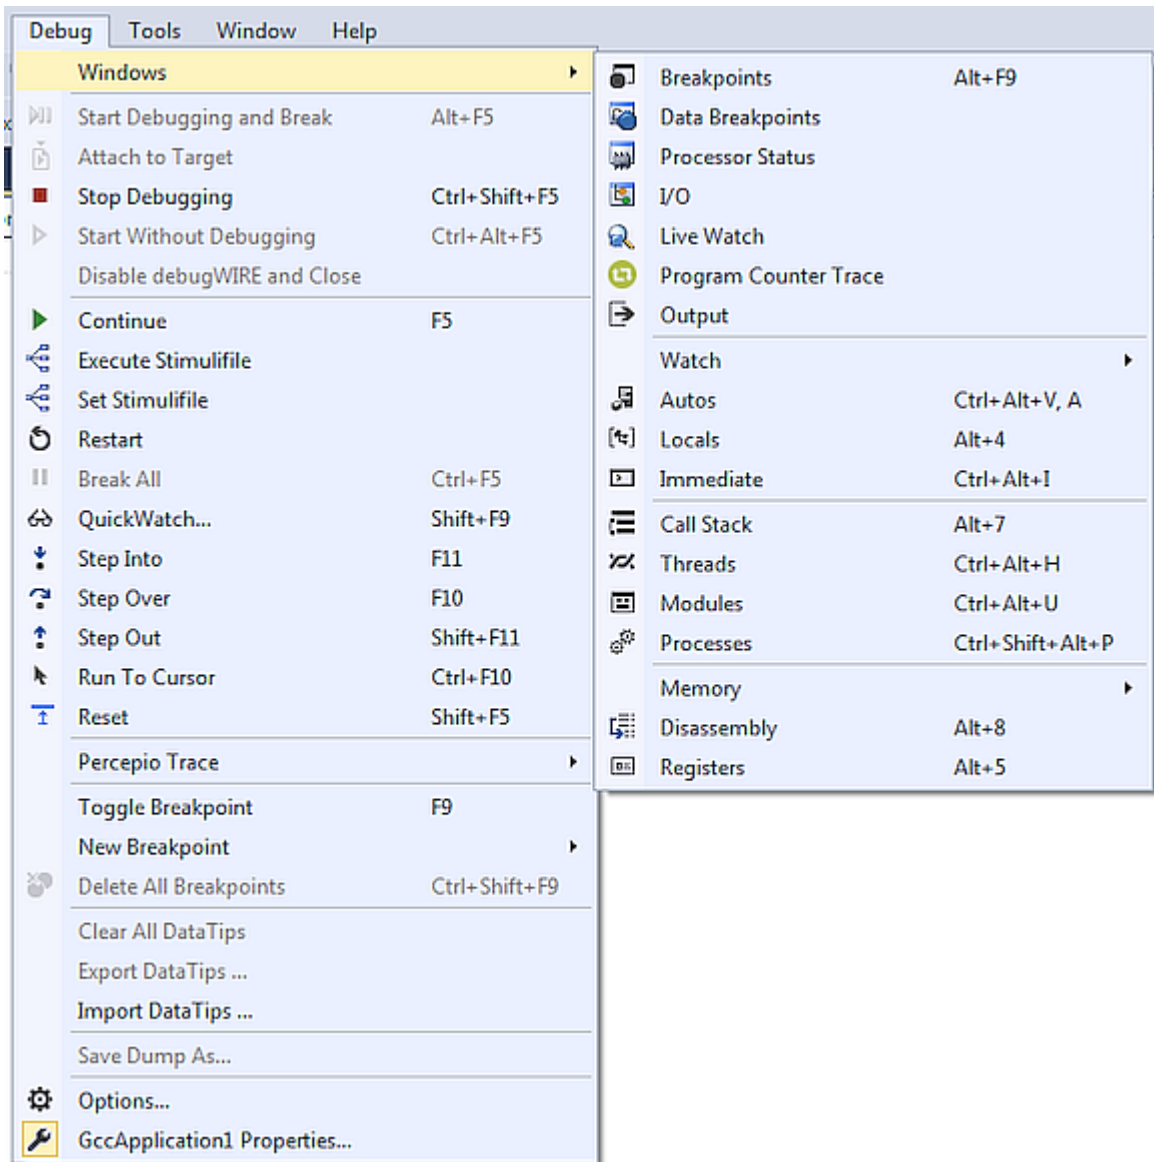 Debug Tools Window Help
Windows
Start Debugging and Break Alt+F5
Attach to Target
Stop Debugging Ctrl+Shift+F5
Start Without Debugging Ctrl+Alt+F5
Disable debugWIRE and Close
Continue F5
Execute Stimulifile
Set Stimulifile
Restart
Break All Ctrl+F5
QuickWatch... Shift+F9
Step Into F11
Step Over F10
Step Out Shift+F11
Run To Cursor Ctrl+F10
Reset Shift+F5
Percepio Trace
Toggle Breakpoint F9
New Breakpoint
Delete All Breakpoints Ctrl+Shift+F9
Clear All DataTips
Export DataTips ...
Import DataTips ...
Save Dump As...
Options...
GccApplication1 Properties...
Breakpoints Alt+F9
Data Breakpoints
Processor Status
I/O
Live Watch
Program Counter Trace
Output
Watch
Autos Ctrl+Alt+V, A
Locals Alt+4
Immediate Ctrl+Alt+I
Call Stack Alt+7
Threads Ctrl+Alt+H
Modules Ctrl+Alt+U
Processes Ctrl+Shift+Alt+P
Memory
Disassembly Alt+8
Registers Alt+5